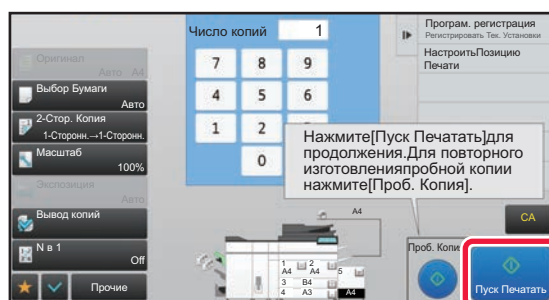 Число копий 1
Програм. регистрация
Регистрировать Тек. Установки
НастроитьПозицию
Печати
Оригинал
Авто A4
Выбор Бумаги
Авто
2-Стор. Копия
1-Сторонн.→1-Сторонн.
Масштаб
100%
Экспозиция
Авто
Вывод копий
N в 1
Off
Прочие
7 8 9
4 5 6
1 2
0
Нажмите[Пуск Печатать]для
продолжения.Для повторного
изготовленияпробной копии
нажмите[Проб. Копия].
A4
1 A4 2 A4 5
3 B4
4 A3 A4
CA
Проб. Копи
Пуск Печатать